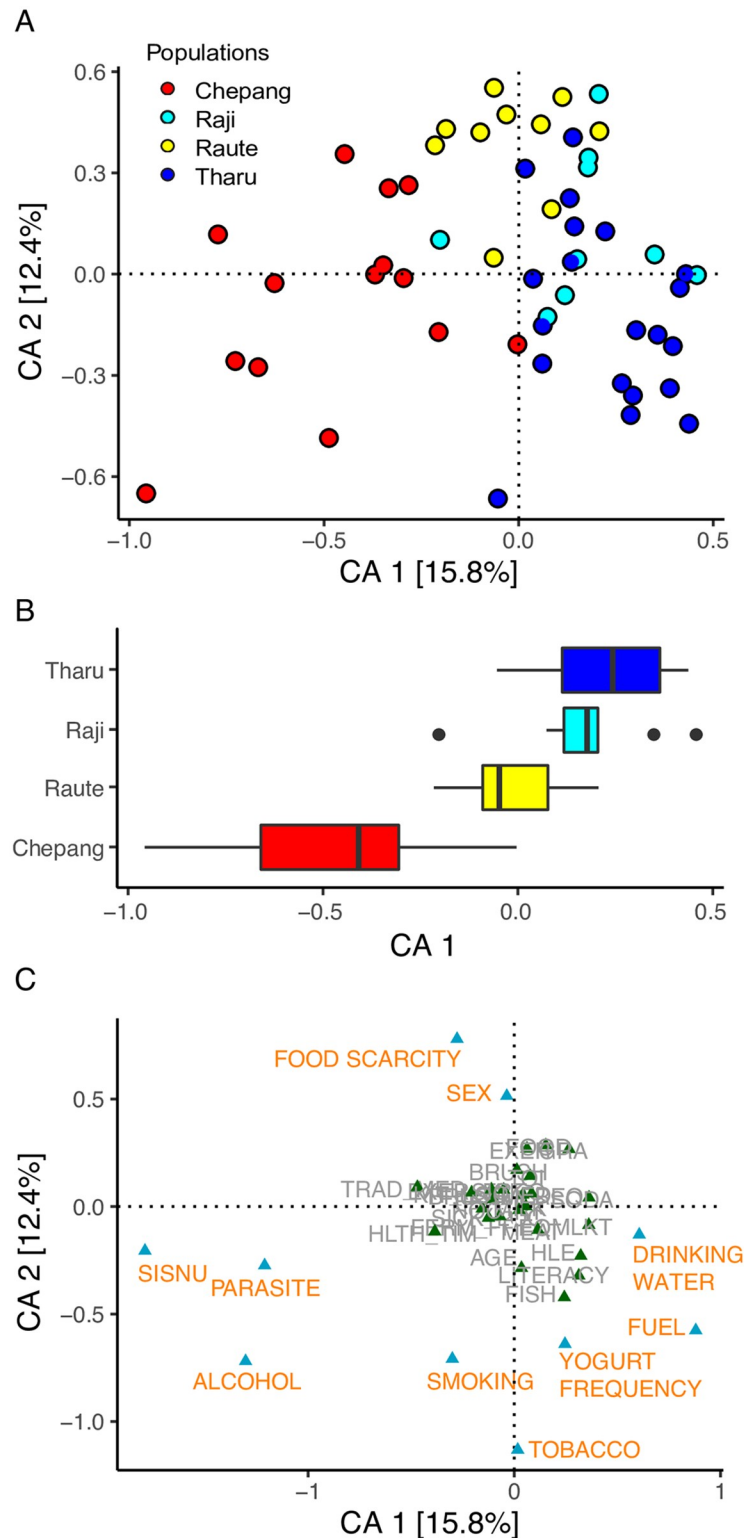 A
Populations
Chepang
Raji
Raute
Tharu
0.6
0.3
0.0
−0.3
−0.6
CA 2 [12.4%]
−1.0
−0.5
0.0
0.5
CA 1 [15.8%]
B
Tharu
Raji
Raute
Chepang
−1.0
−0.5
0.0
0.5
CA 1
C
FOOD SCARCITY
0.5
SEX
BRUSH
0.0
CA 2 [12.4%]
AGE
HLE
DRINKING
WATER
SISNU
PARASITE
LITERACY
FISH
−0.5
FUEL
YOGURT
FREQUENCY
ALCOHOL
SMOKING
−1.0
TOBACCO
−1
0
1
CA 1 [15.8%]